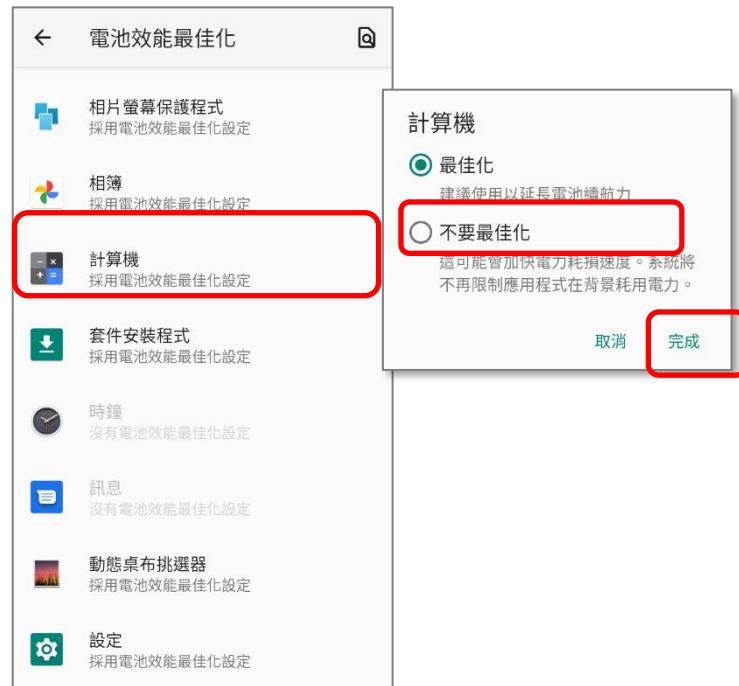 電池效能最佳化
相片螢幕保護程式
採用電池效能最佳化設定
相簿
採用電池效能最佳化設定
計算機
採用電池效能最佳化設定
套件安裝程式
採用電池效能最佳化設定
時鐘
沒有電池效能最佳化設定
訊息
沒有電池效能最佳化設定
動態桌布挑選器
採用電池效能最佳化設定
設定
採用電池效能最佳化設定
計算機
最佳化
建議使用以延長電池續航力
不要最佳化
這可能會加快電力耗損速度。系統將
不再限制應用程式在背景耗用電力。
取消 完成